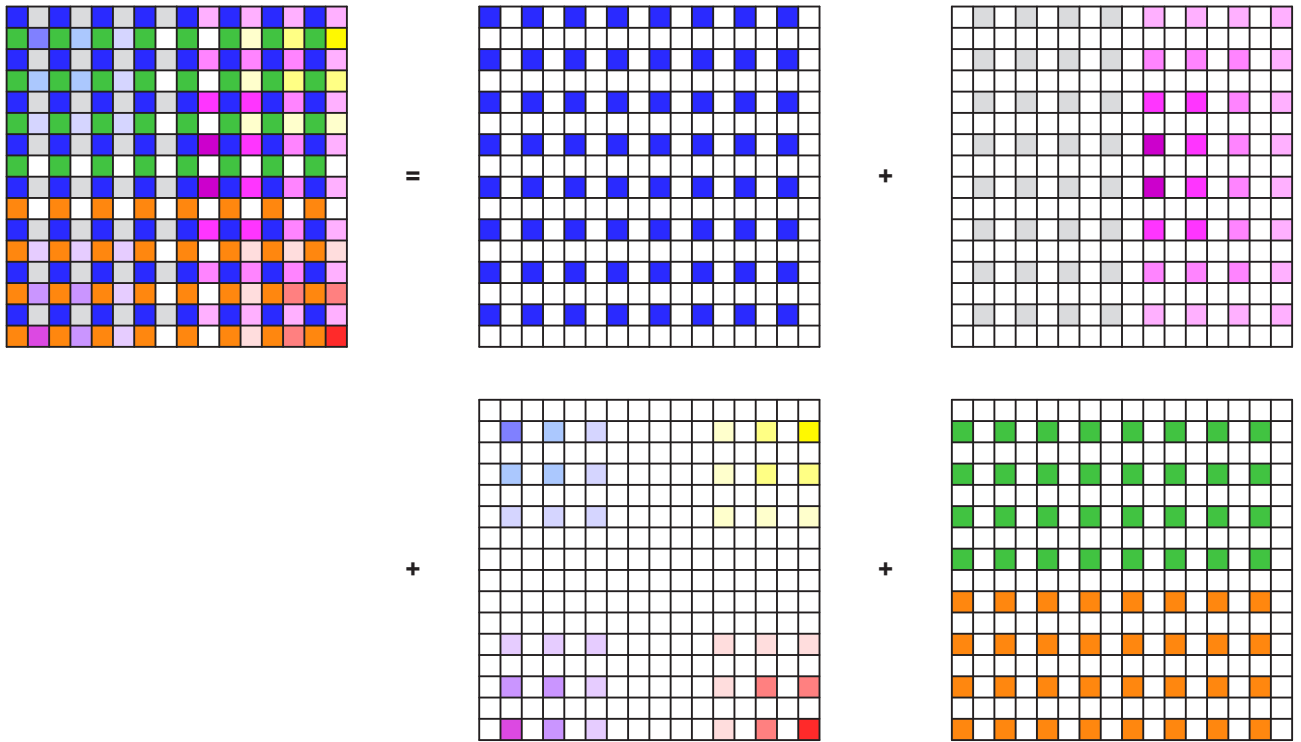 = +
+ +